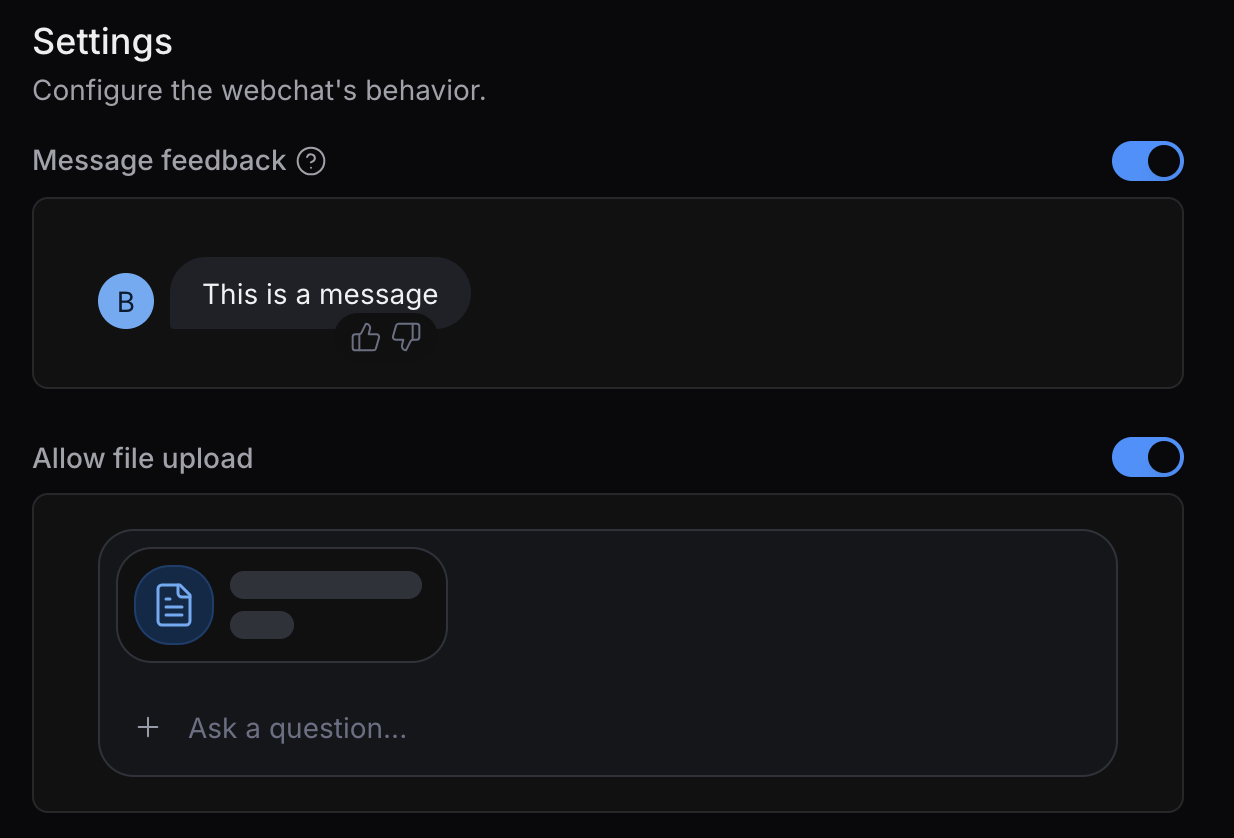 Settings
Configure the webchat's behavior.
Message feedback ?
B
This is a message
Allow file upload
Ask a question...